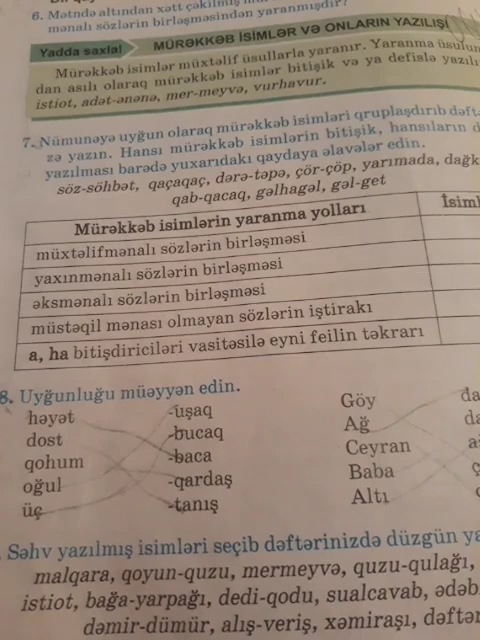 6. Mətndə altından xətt çəkilmiş
mənalı sözlərin birləşməsindən yaranmışdır?
Yadda saxla! MÜRƏKKƏB İSİMLƏR VƏ ONLARIN YAZILIŞI
Mürəkkəb isimlər müxtəlif üsullarla yaranır. Yaranma üsulun
dan asılı olaraq mürəkkəb isimlər bitişik və ya defislə yazılı
istiot, adət-ənənə, mer-meyvə, vurhavur.
7. Nümunəyə uyğun olaraq mürəkkəb isimləri qruplaşdırıb dəft
zə yazın. Hansı mürəkkəb isimlərin bitişik, hansıların d
yazılması barədə yuxarıdakı qaydaya əlavələr edin.
söz-söhbət, qaçaqaç, dərə-təpə, çör-çöp, yarımada, dağk
qab-qacaq, gəlhagəl, gəl-get
Mürəkkəb isimlərin yaranma yolları İsiml
müxtəlifmənalı sözlərin birləşməsi
yaxınmənalı sözlərin birləşməsi
əksmənalı sözlərin birləşməsi
müstəqil mənası olmayan sözlərin iştirakı
a, ha bitişdiriciləri vasitəsilə eyni feilin təkrarı
8. Uyğunluğu müəyyən edin.
həyət -uşaq Göy da
dost -bucaq Ağ də
qohum -baca Ceyran a
oğul -qardaş Baba ç
üç -tanış Altı
Səhv yazılmış isimləri seçib dəftərinizdə düzgün ya
malqara, qoyun-quzu, mermeyvə, quzu-qulağı,
istiot, bağa-yarpağı, dedi-qodu, sualcavab, ədəb
dəmir-dümür, alış-veriş, xəmiraşı, dəftər